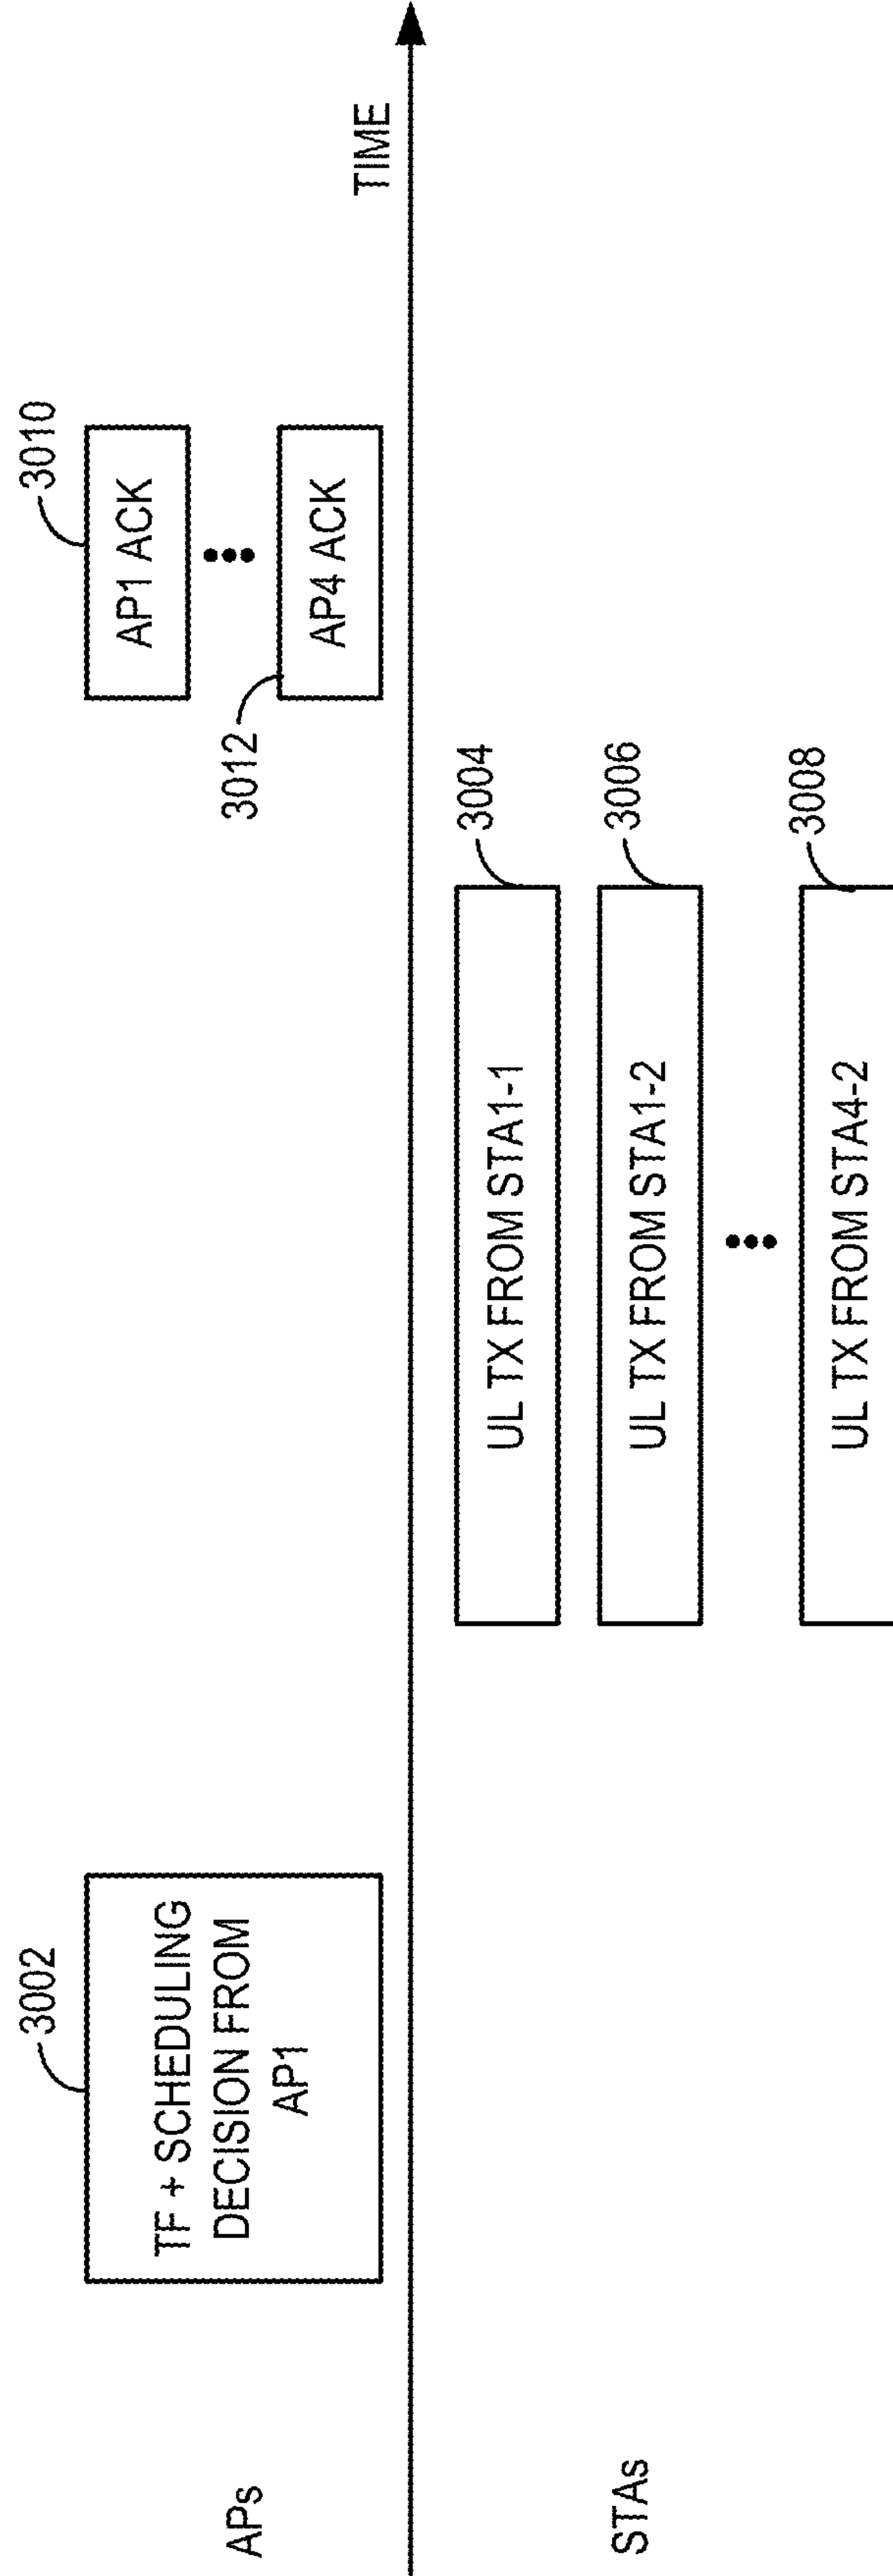 APs
3002
TF + SCHEDULING
DECISION FROM
AP1
3010
AP1 ACK
3012
AP4 ACK
TIME
STAs
UL TX FROM STA1-1
3004
UL TX FROM STA1-2
3006
UL TX FROM STA4-2
3008